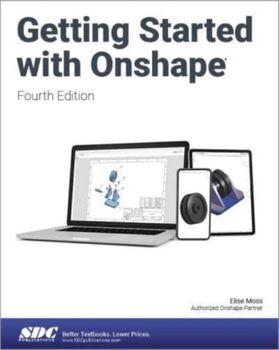 Getting Started
with Onshape®
Fourth Edition
Elise Moss
Authorized Onshape Partner
SDC
PUBLICATIONS
Better Textbooks. Lower Prices.
www.SDCpublications.com